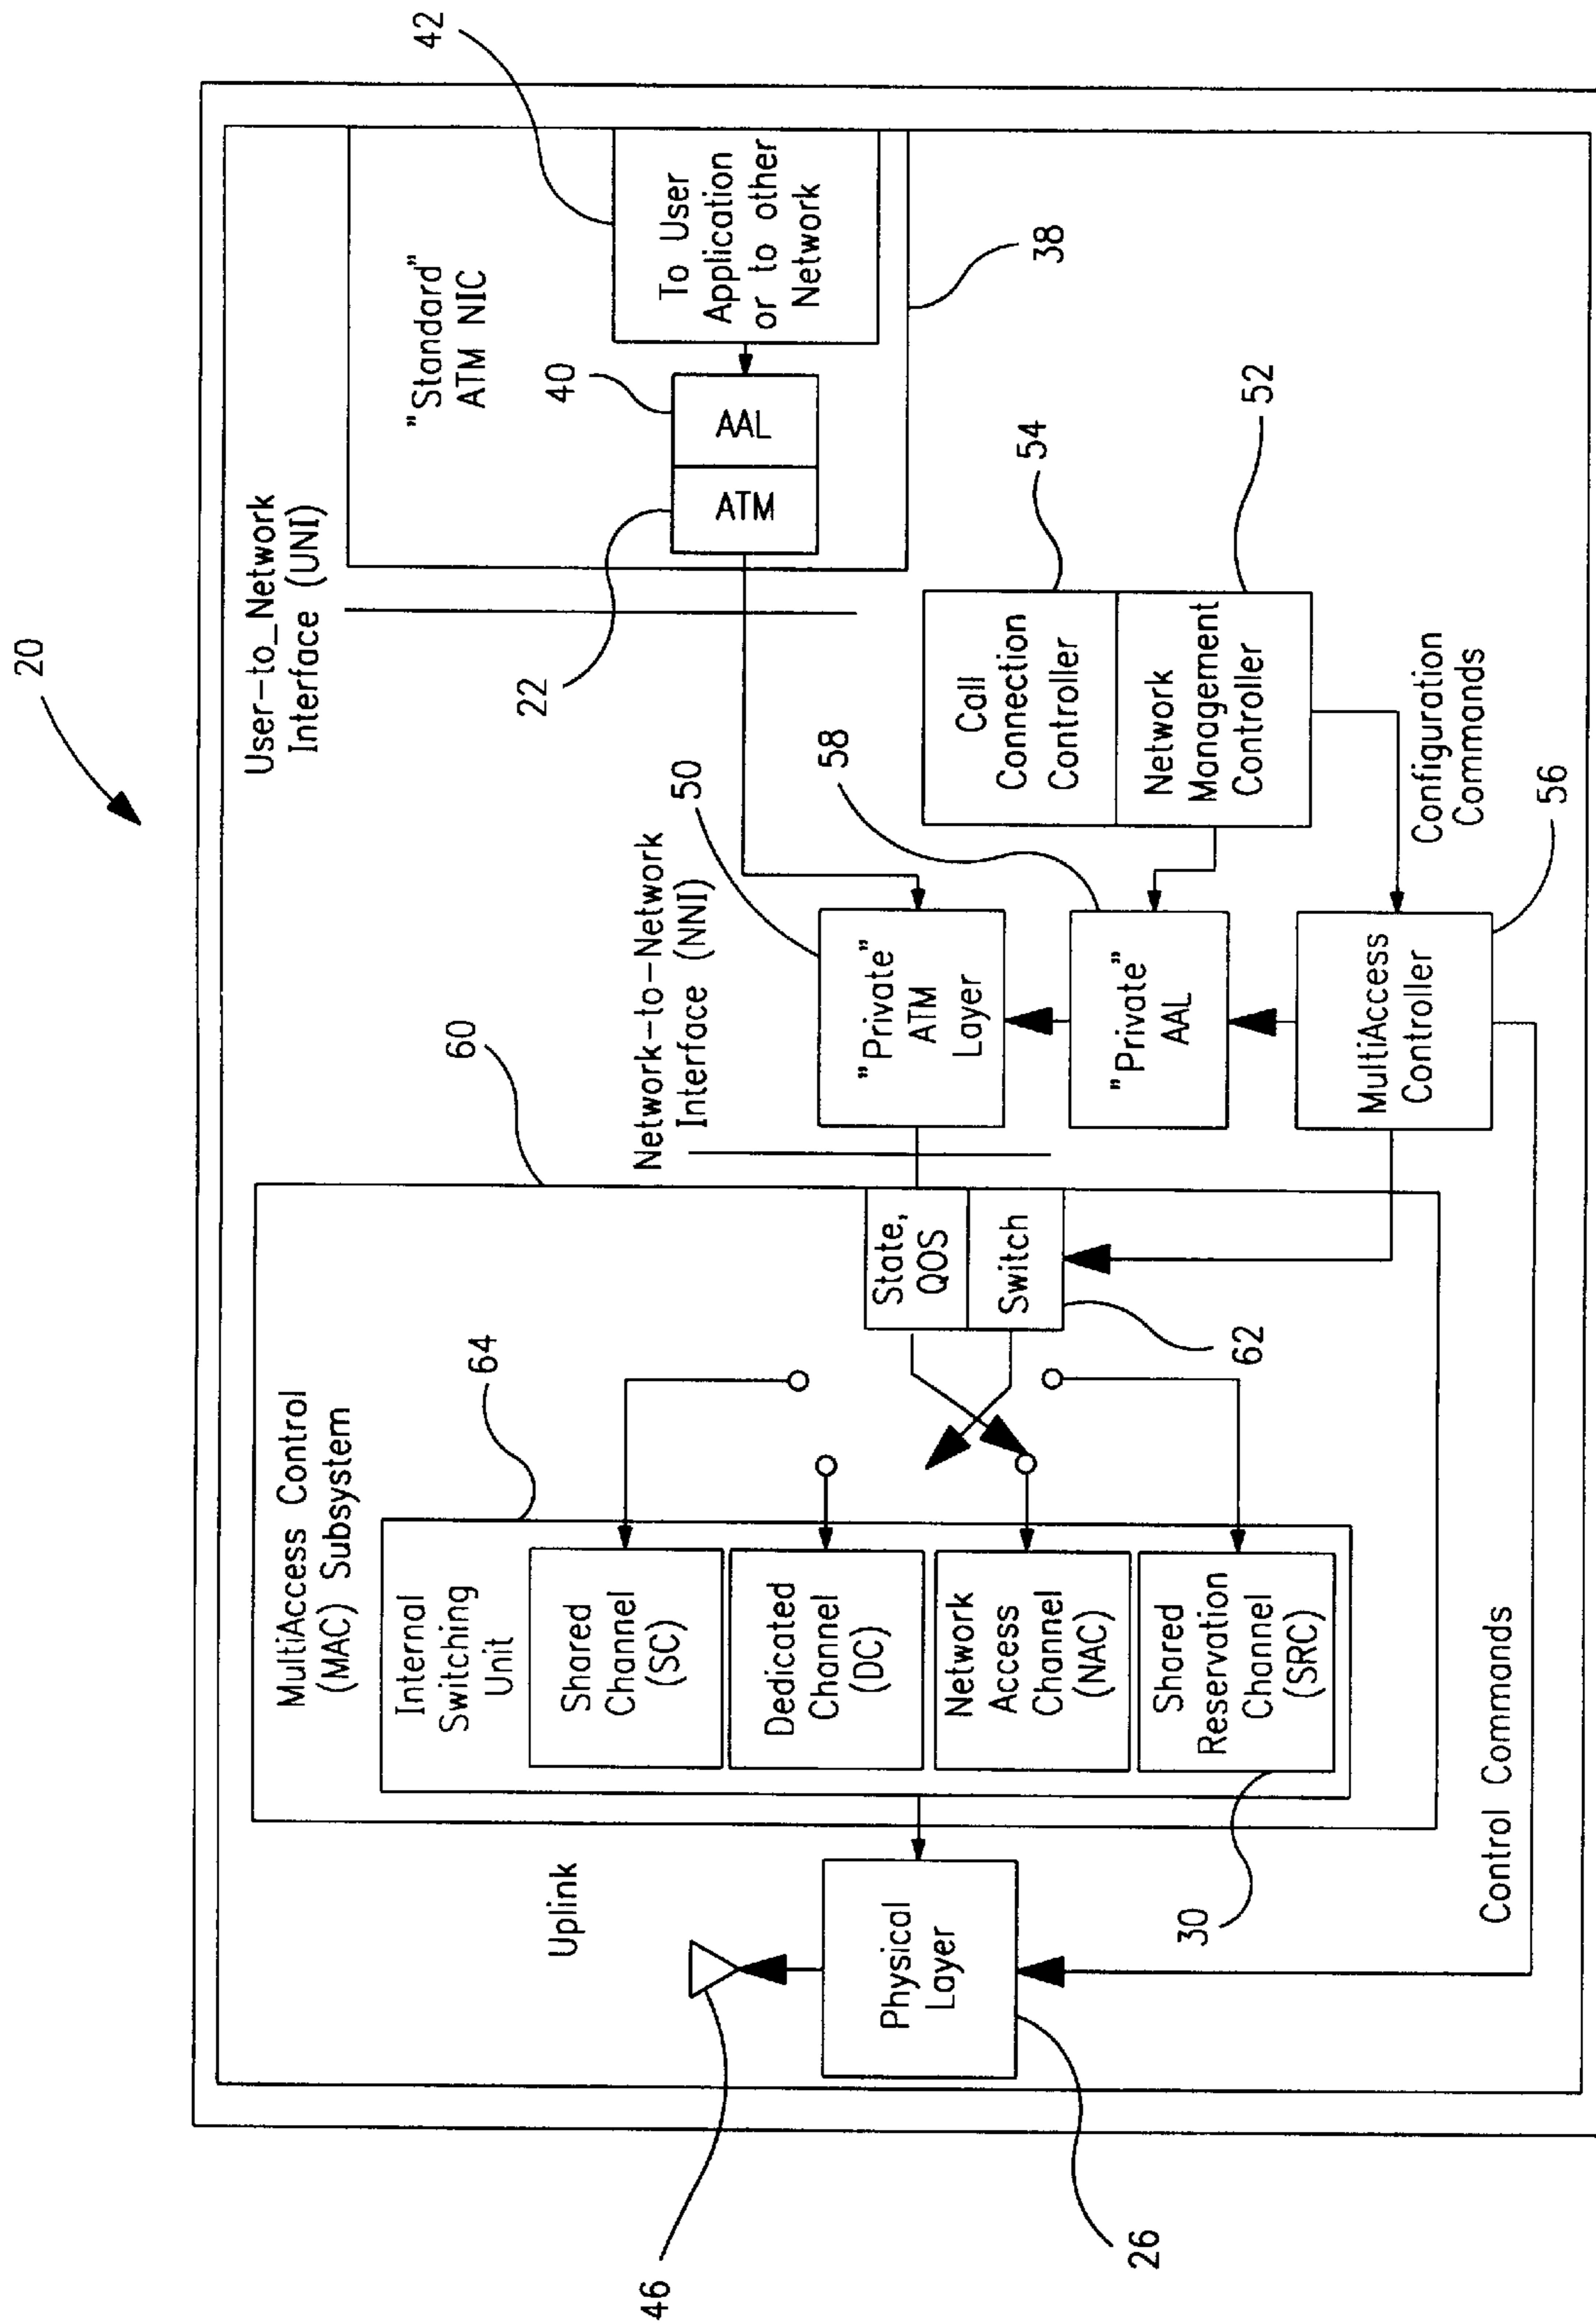 20
User-to_Network
Interface (UNI)
"Standard"
ATM NIC
42
To User
Application
or to other
Network
40
AAL
ATM
22
38
Network-to-Network
Interface (NNI)
50
"Private"
ATM
Layer
58
"Private"
AAL
54
Call
Connection
Controller
Network
Management
Controller
52
Configuration
Commands
MultiAccess
Controller
56
60
MultiAccess Control
(MAC) Subsystem
64
Internal
Switching
Unit
Shared
Channel
(SC)
Dedicated
Channel
(DC)
Network
Access
Channel
(NAC)
Shared
Reservation
Channel
(SRC)
30
State,
QOS
Switch
62
Uplink
46
Physical
Layer
26
Control Commands